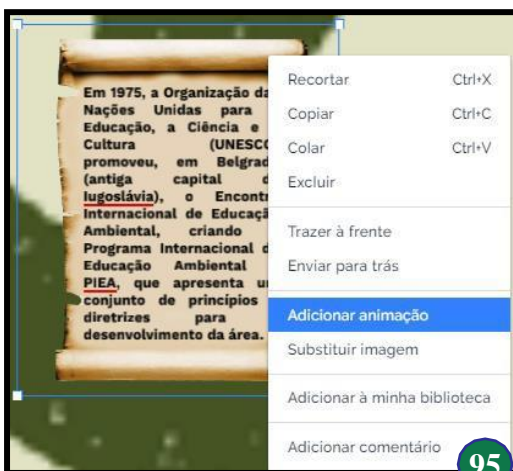 Em 1975, a Organização da
Nações Unidas para
Educação, a Ciência e
Cultura (UNESCO
promoveu, em Belgrad
(antiga capital d
Iugoslávia), o Encontr
Internacional de Educaçã
Ambiental, criando
Programa Internacional d
Educação Ambiental
PIEA, que apresenta u
conjunto de princípios
diretrizes para
desenvolvimento da área.
Recortar Ctrl+X
Copiar Ctrl+C
Colar Ctrl+V
Excluir
Trazer à frente
Enviar para trás
Adicionar animação
Substituir imagem
Adicionar à minha biblioteca
Adicionar comentário
95